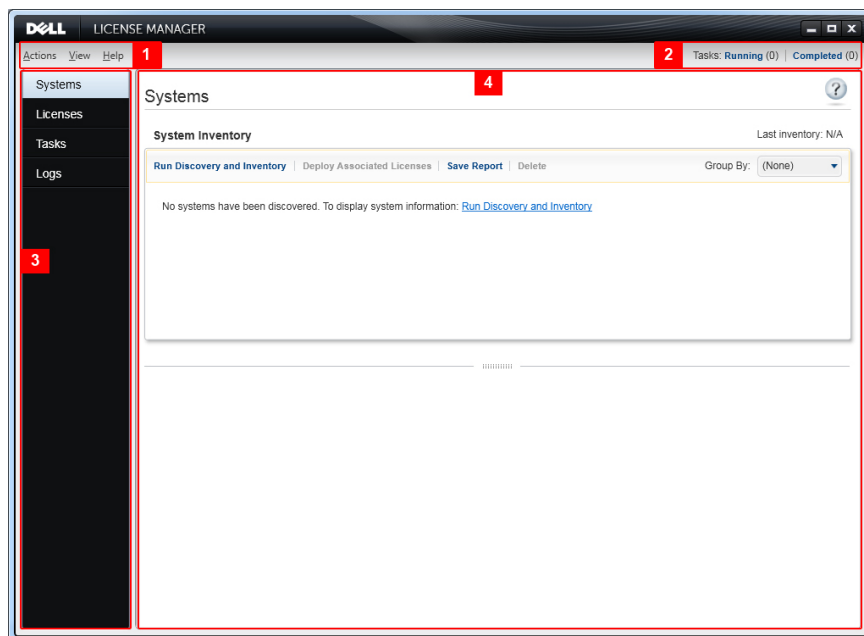 DELL LICENSE MANAGER
Actions View Help 1 2 Tasks: Running (0) | Completed (0)
Systems
Licenses
Tasks
Logs
3
4
Systems ?
System Inventory Last inventory: N/A
Run Discovery and Inventory | Deploy Associated Licenses | Save Report | Delete Group By: (None)
No systems have been discovered. To display system information: Run Discovery and Inventory